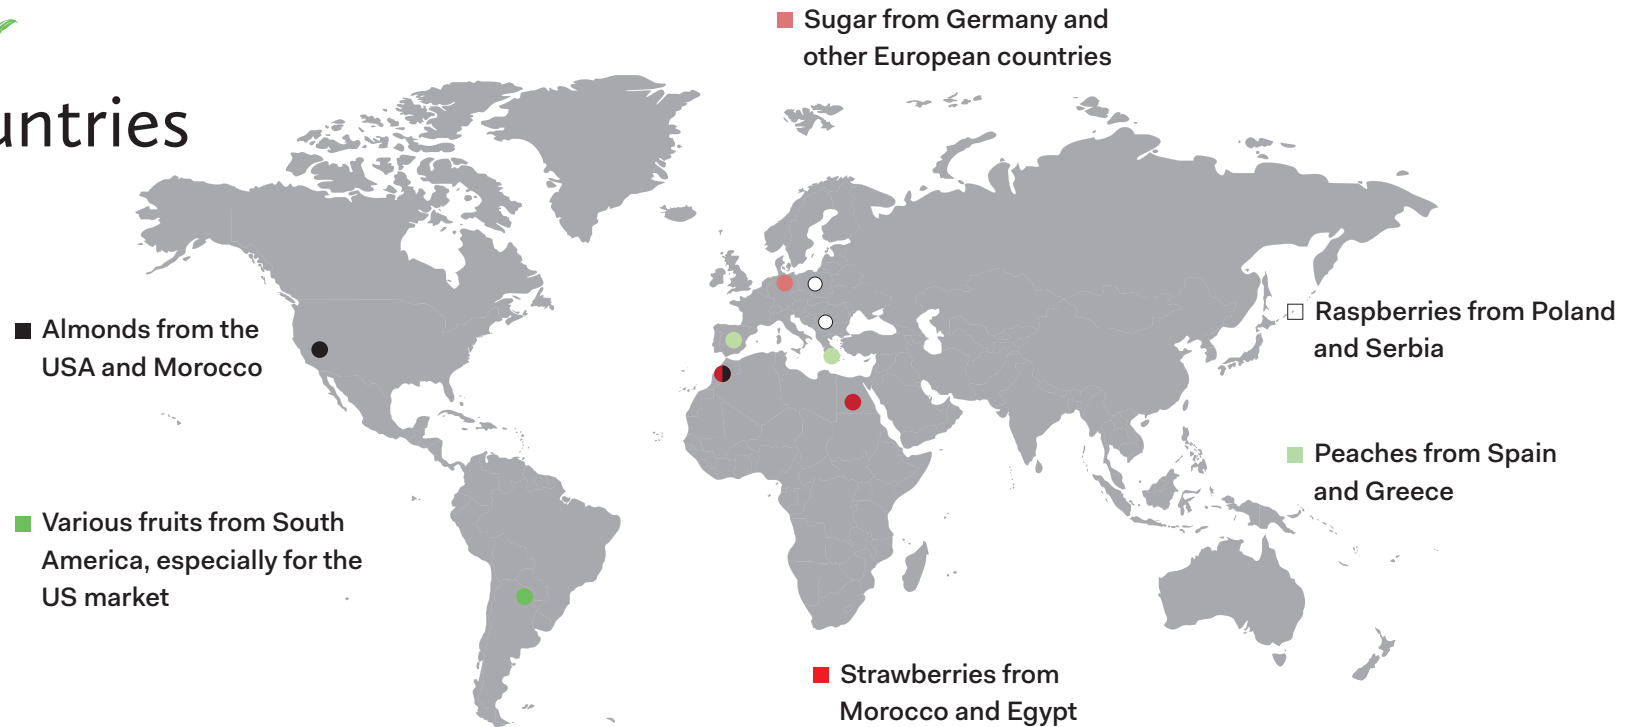 Sugar from Germany and
other European countries
untries
Almonds from the
USA and Morocco
Raspberries from Poland
and Serbia
Peaches from Spain
and Greece
Various fruits from South
America, especially for the
US market
Strawberries from
Morocco and Egypt